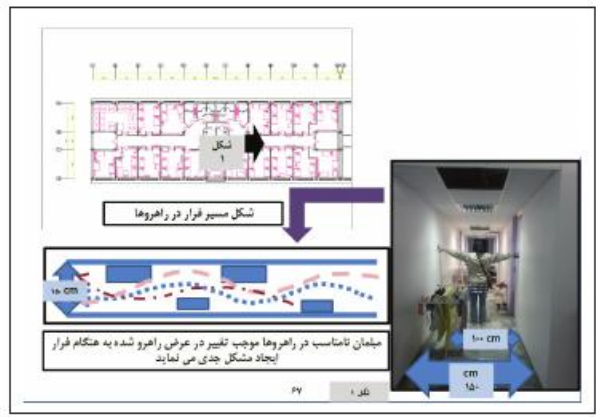 شکل
۱
شکل مسیر فرار در راهروها
۱۵۰ cm
۱۰۰ cm
cm
۱۵۰
مبلمان نامناسب در راهروها موجب تغییر در عرض راهرو شده به هنگام فرار
ایجاد مشکل جدی می نماید
۶۷